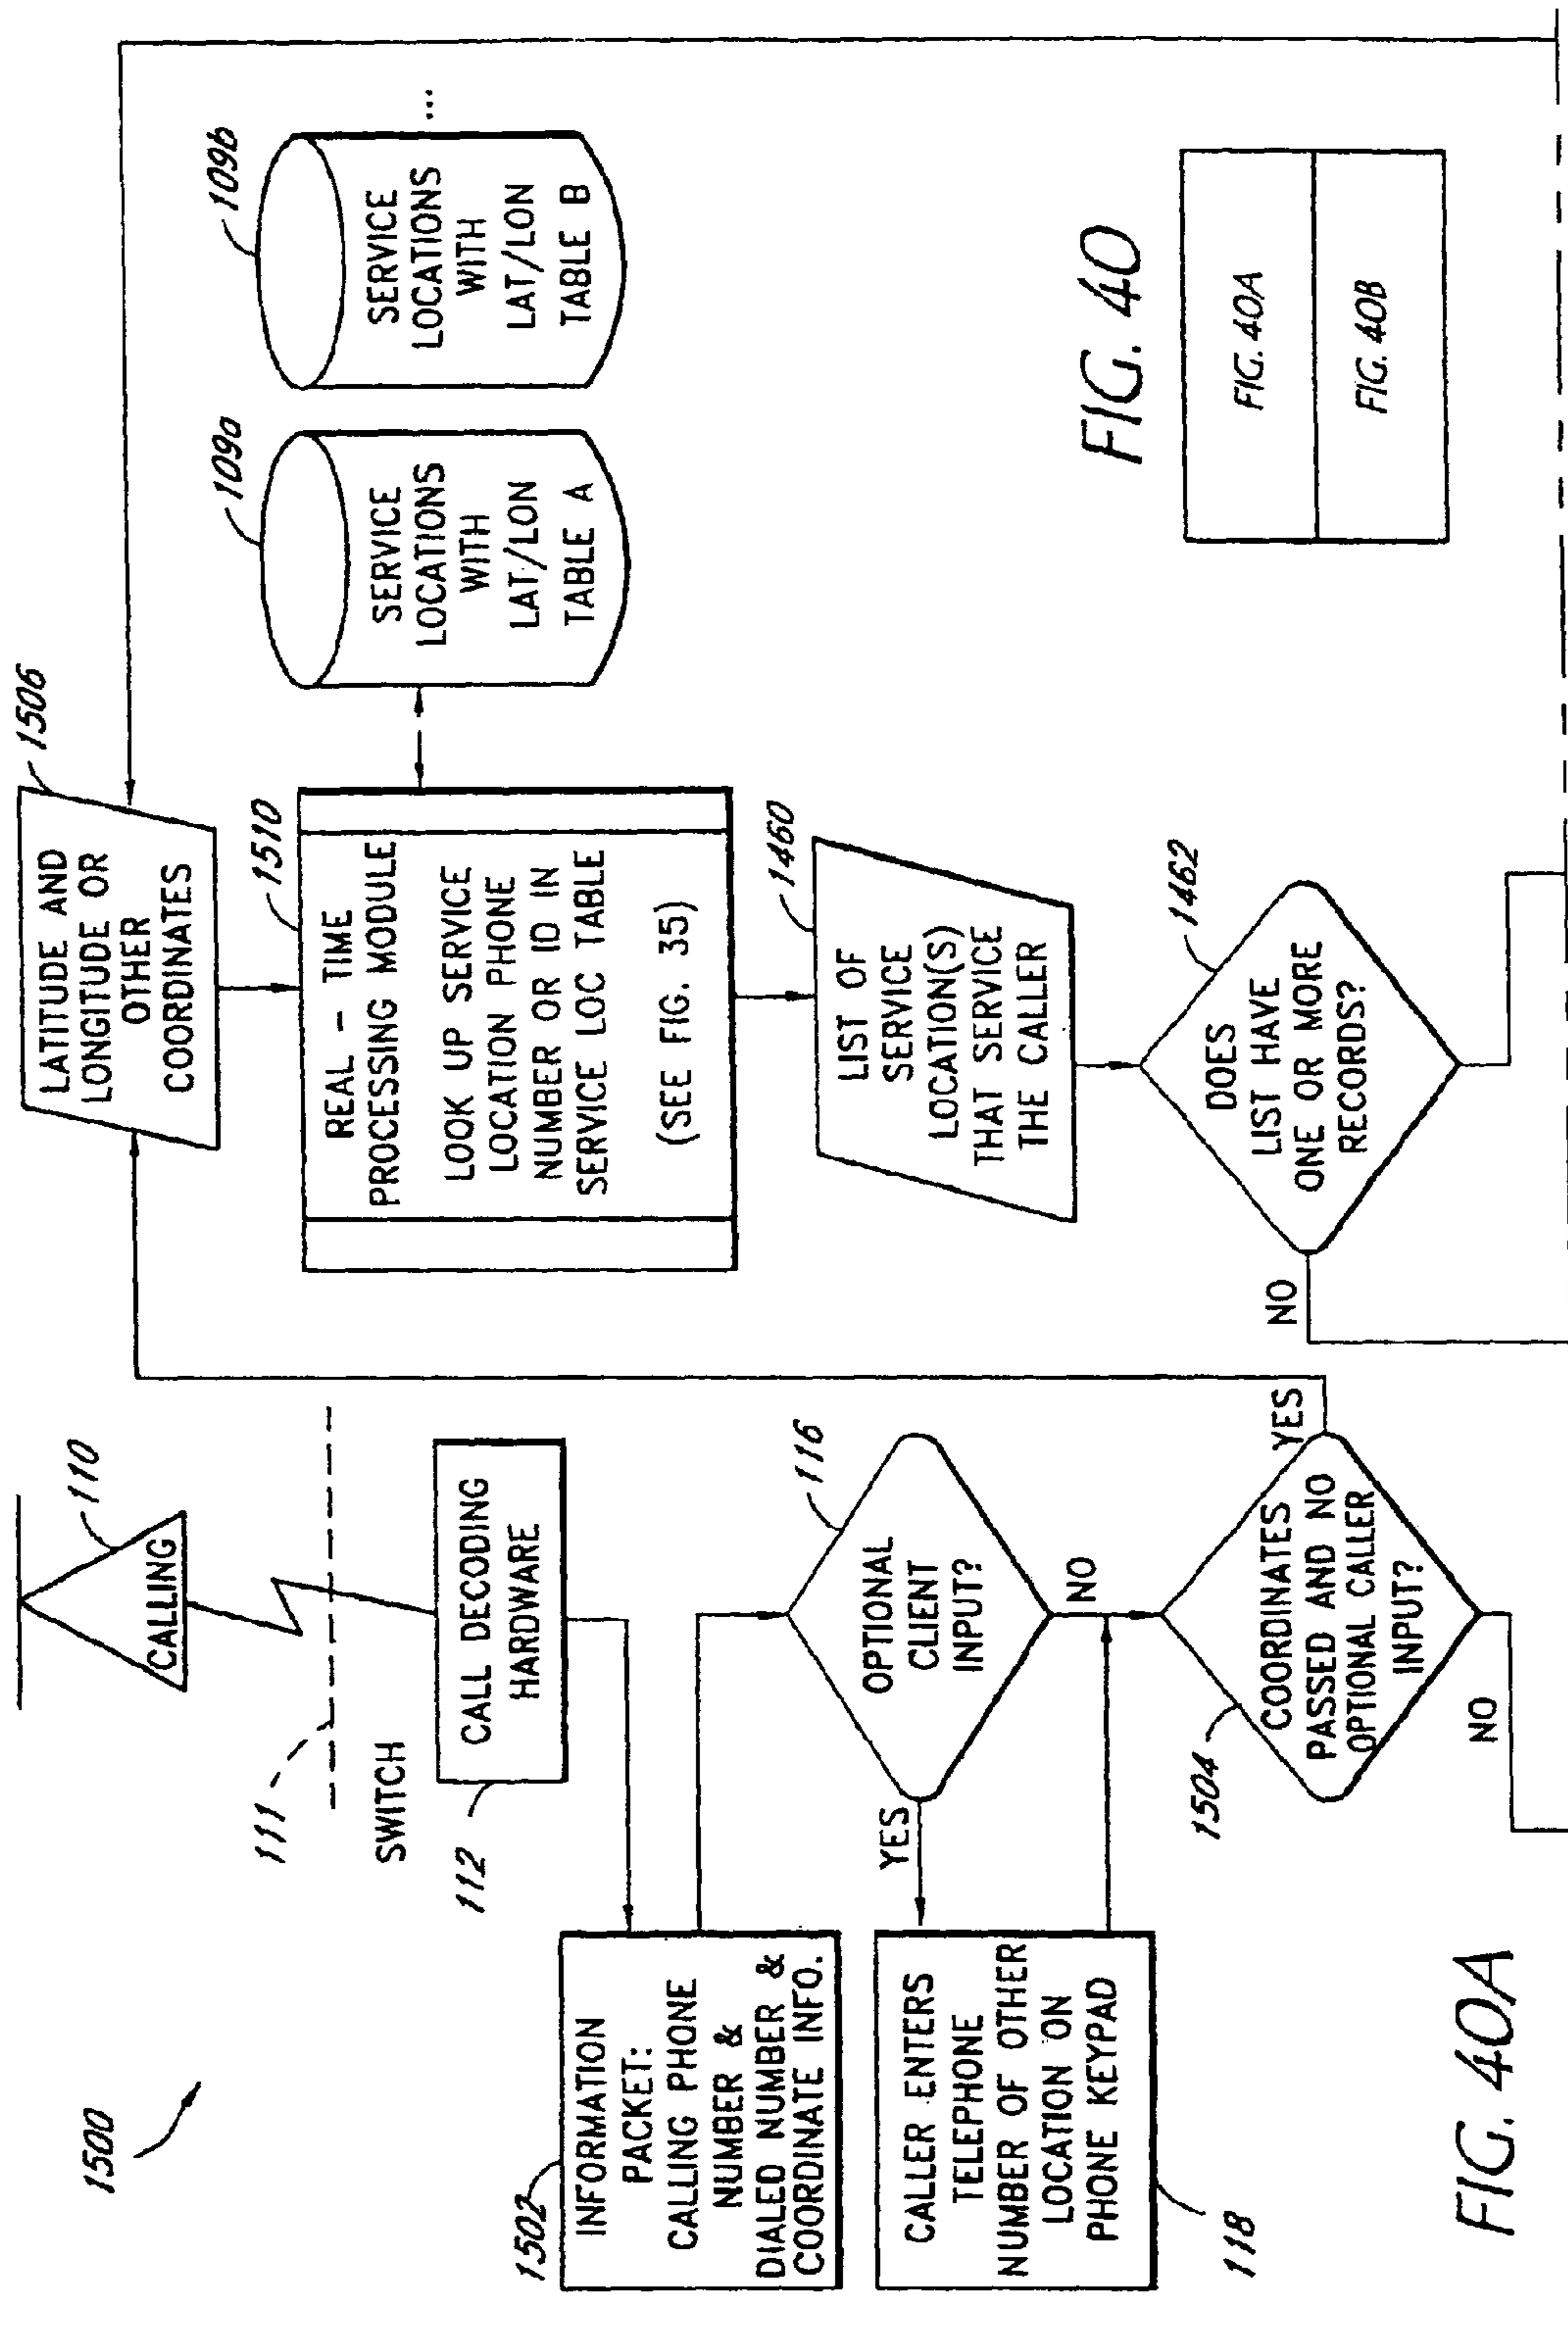 1500
110
CALLING
111
SWITCH
112
CALL DECODING
HARDWARE
1502
INFORMATION
PACKET:
CALLING PHONE
NUMBER &
DIALED NUMBER &
COORDINATE INFO.
116
OPTIONAL
CLIENT
INPUT?
YES
NO
CALLER ENTERS
TELEPHONE
NUMBER OF OTHER
LOCATION ON
PHONE KEYPAD
118
1504
COORDINATES
PASSED AND NO
OPTIONAL CALLER
INPUT?
YES
NO
FIG. 40A
1506
LATITUDE AND
LONGITUDE OR
OTHER
COORDINATES
1510
REAL - TIME
PROCESSING MODULE
LOOK UP SERVICE
LOCATION PHONE
NUMBER OR ID IN
SERVICE LOC TABLE
(SEE FIG. 35)
109a
SERVICE
LOCATIONS
WITH
LAT/LON
TABLE A
109b
SERVICE
LOCATIONS
WITH
LAT/LON
TABLE B
...
1460
LIST OF
SERVICE
LOCATION(S)
THAT SERVICE
THE CALLER
1462
DOES
LIST HAVE
ONE OR MORE
RECORDS?
NO
FIG. 40
FIG. 40A
FIG. 40B